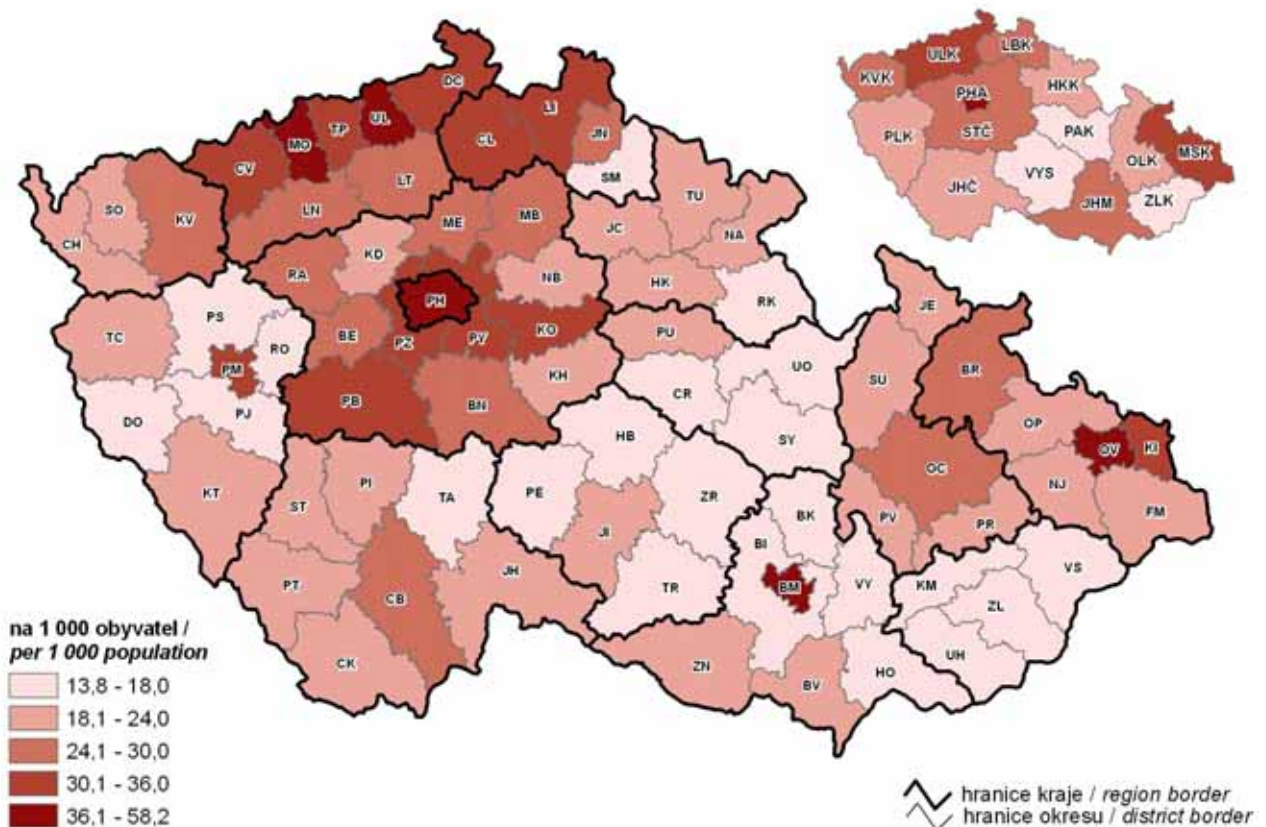 DC
LI
UL
TP
MO
CL
JN
CV
SM
LT
SO
KV
LN
TU
MB
CH
ME
JC
NA
KD
RA
NB
HK
PH
RK
PS
KO
TC
BE
PZ
PY
PU
JE
RO
UO
PM
KH
BR
SU
CR
PB
BN
PJ
DO
HB
SY
OP
OV
KI
OC
KT
PI
TA
PE
ZR
NJ
ST
BK
FM
PV
PR
JI
BI
JH
VS
PT
TR
BM
VY
KM
CB
ZL
CK
ZN
UH
HO
BV
ULK
LBK
KVK
HKK
PHA
STČ
PAK
PLK
OLK
MSK
VYS
JHČ
JHM
ZLK
na 1 000 obyvatel /
per 1 000 population
13,8 - 18,0
18,1 - 24,0
24,1 - 30,0
30,1 - 36,0
36,1 - 58,2
hranice kraje / region border
hranice okresu / district border